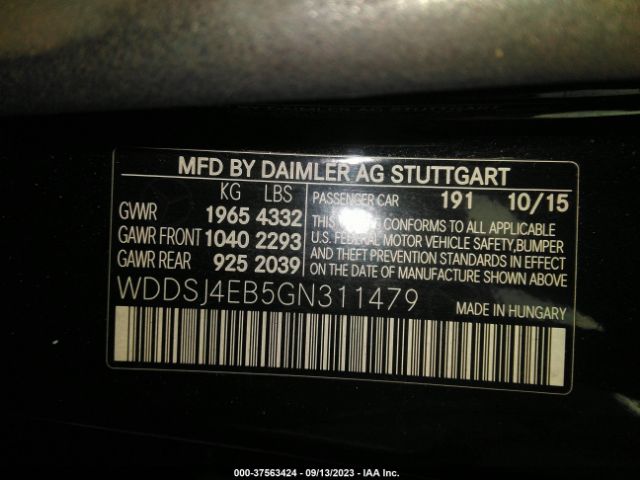 MFD BY DAIMLER AG STUTTGART
KG LBS
GVWR 1965 4332
GAWR FRONT 1040 2293
GAWR REAR 925 2039
PASSENGER CAR 191 10/15
THIS CONFORMS TO ALL APPLICABLE
U.S. FEDERAL MOTOR VEHICLE SAFETY, BUMPER
AND THEFT PREVENTION STANDARDS IN EFFECT
ON THE DATE OF MANUFACTURE SHOWN ABOVE
WDDSJ4EB5GN311479
MADE IN HUNGARY
000-37563424 - 09/13/2023 - IAA Inc.